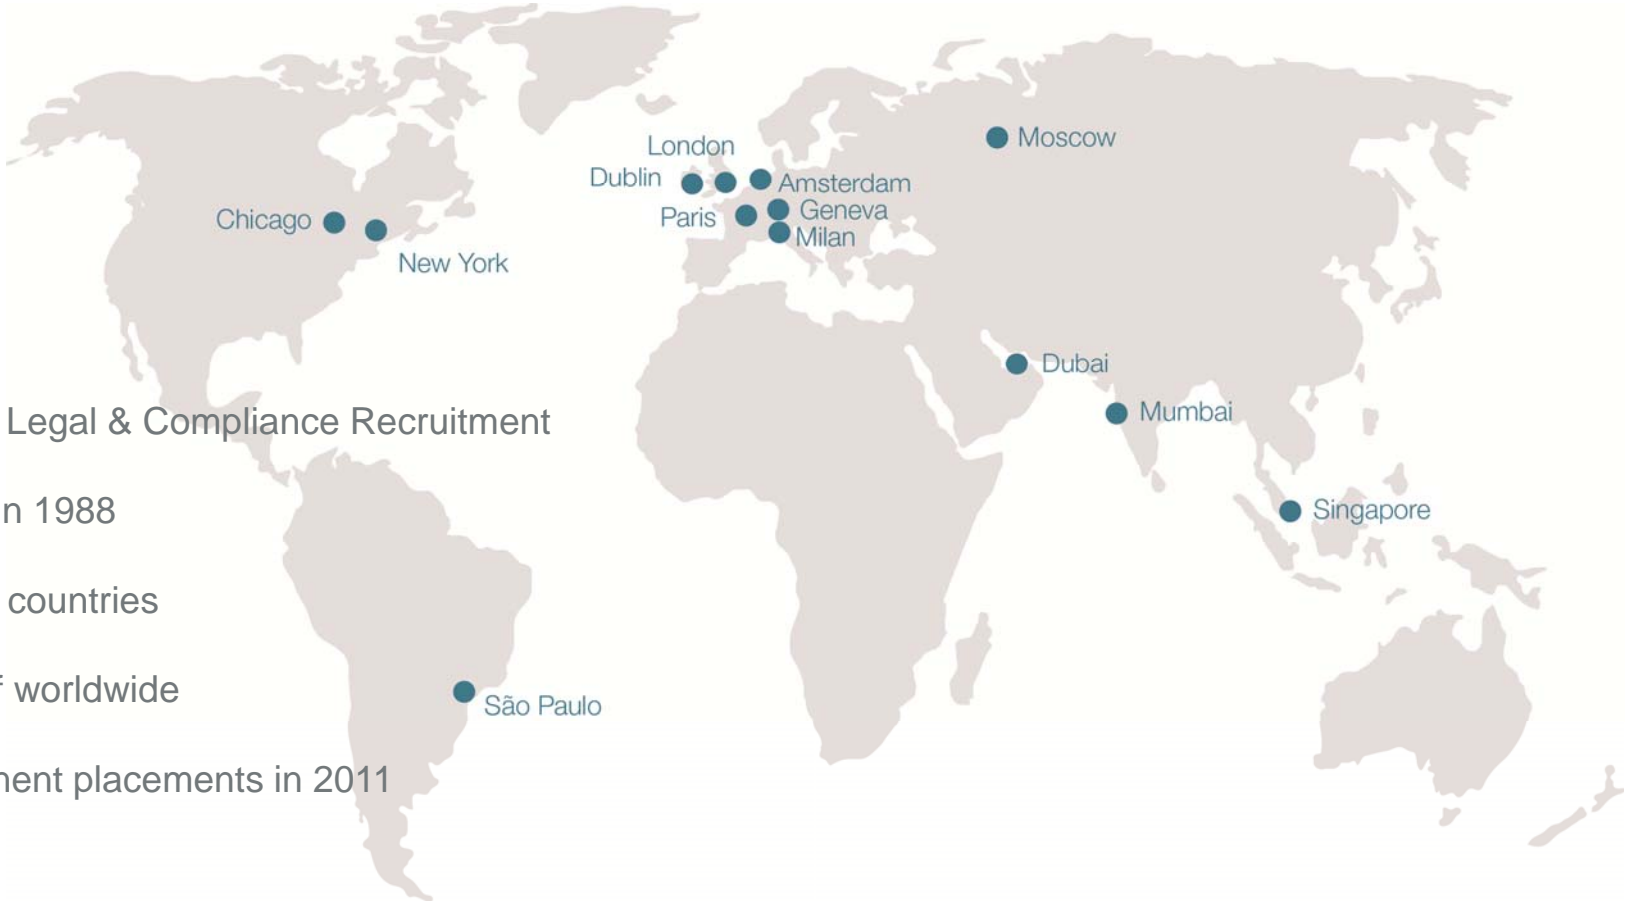 London
Moscow
Dublin
Amsterdam
Geneva
Paris
Milan
Chicago
New York
Dubai
Mumbai
Legal & Compliance Recruitment
Singapore
n 1988
countries
worldwide
São Paulo
nent placements in 2011